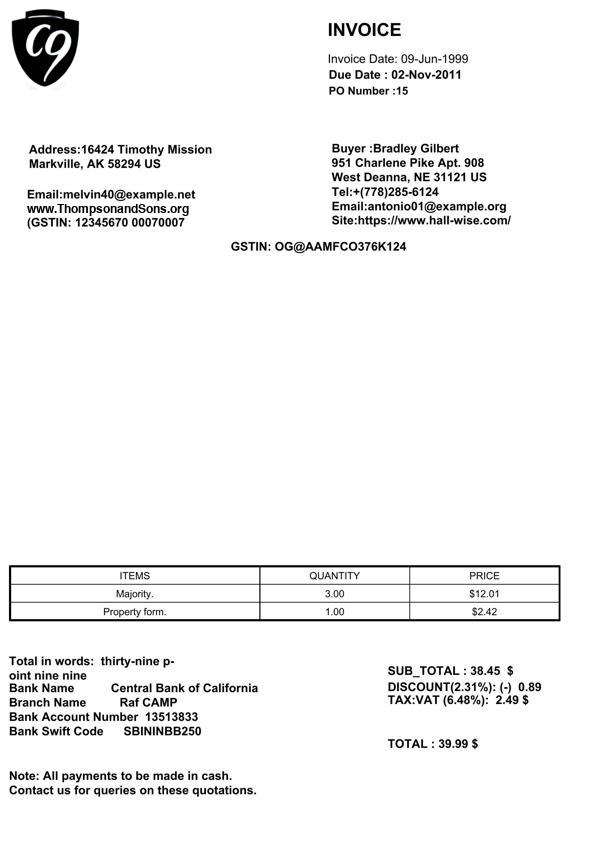 C9
INVOICE
Invoice Date: 09-Jun-1999
Due Date : 02-Nov-2011
PO Number :15
Address:16424 Timothy Mission
Markville, AK 58294 US
Email:melvin40@example.net
www.ThompsonandSons.org
(GSTIN: 12345670 00070007
Buyer :Bradley Gilbert
951 Charlene Pike Apt. 908
West Deanna, NE 31121 US
Tel:+(778)285-6124
Email:antonio01@example.org
Site:https://www.hall-wise.com/
GSTIN: OG@AAMFCO376K124
ITEMS QUANTITY PRICE
Majority. 3.00 $12.01
Property form. 1.00 $2.42
Total in words: thirty-nine p-
oint nine nine
Bank Name Central Bank of California
Branch Name Raf CAMP
Bank Account Number 13513833
Bank Swift Code SBININBB250
SUB_TOTAL : 38.45 $
DISCOUNT(2.31%): (-) 0.89
TAX:VAT (6.48%): 2.49 $
TOTAL : 39.99 $
Note: All payments to be made in cash.
Contact us for queries on these quotations.